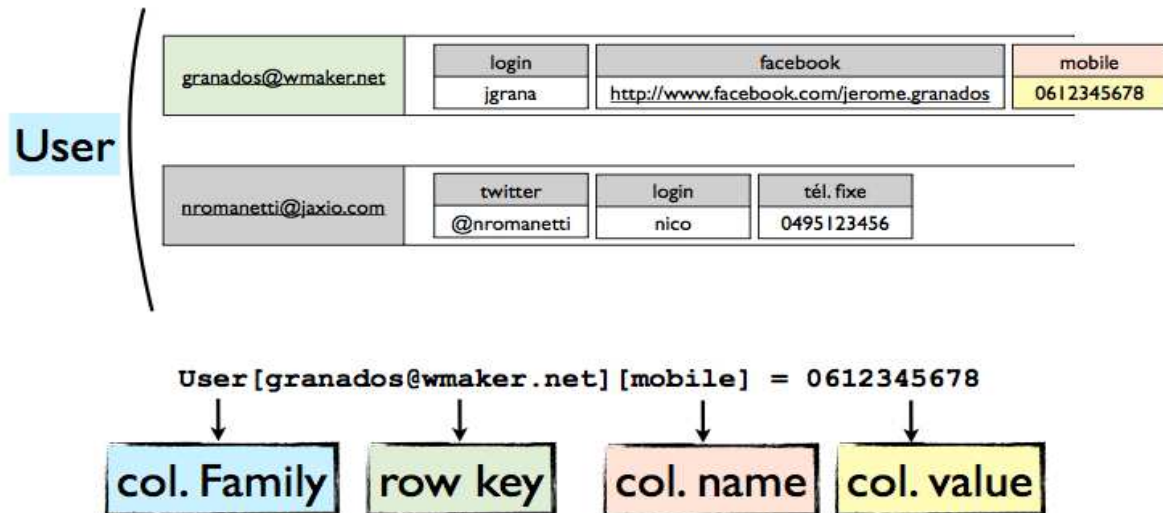 login facebook mobile
granados@wmaker.net
jgrana http://www.facebook.com/jerome.granados 0612345678
User
twitter login tél. fixe
nromanetti@jaxio.com
@nromanetti nico 0495123456
User[granados@wmaker.net][mobile] = 0612345678
col. Family row key col. name col. value